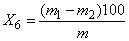 X₆ = (m₁ − m₂)100 / m